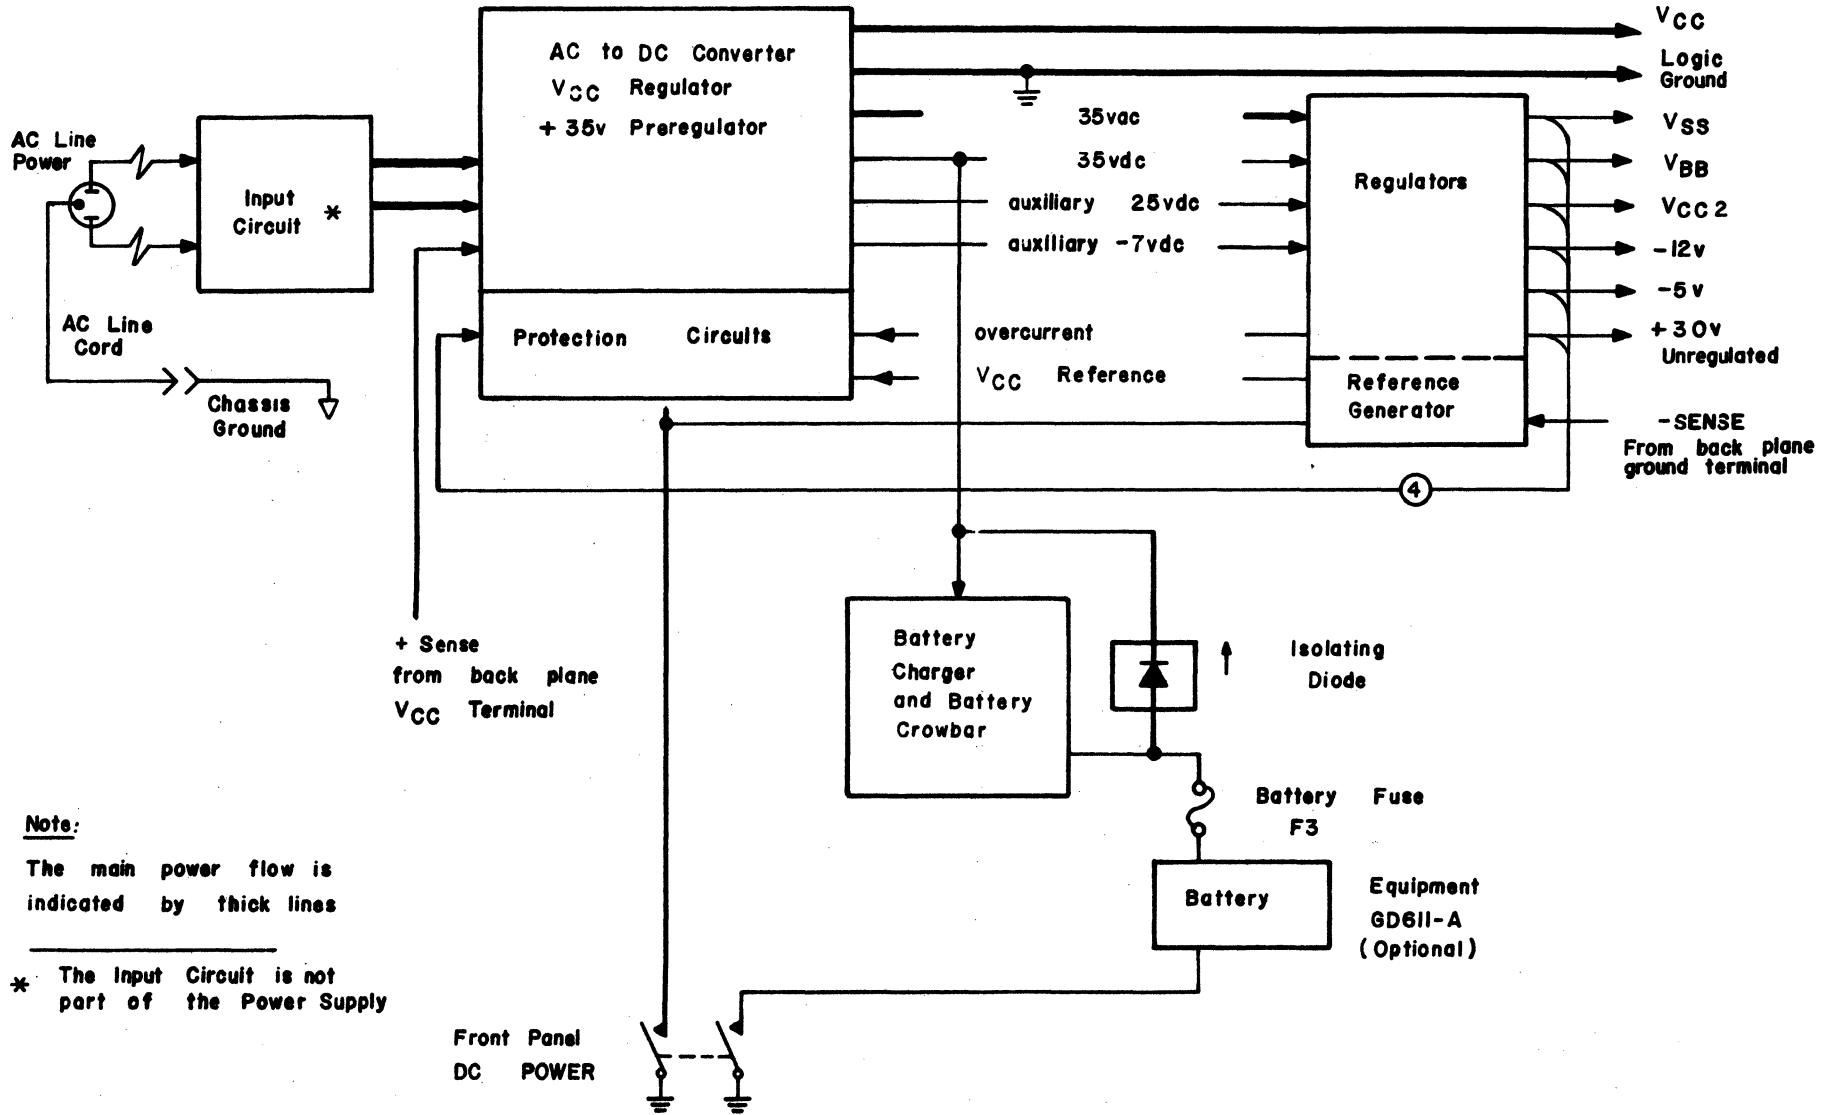 AC to DC Converter
VCC Regulator
+ 35v Preregulator
VCC
Logic
Ground
35vac
35vdc
auxiliary 25vdc
auxiliary -7vdc
Regulators
VSS
VBB
VCC2
-12v
-5v
+30v
Unregulated
AC Line
Power
Input
Circuit *
AC Line
Cord
Chassis
Ground
Protection Circuits
overcurrent
VCC Reference
Reference
Generator
-SENSE
From back plane
ground terminal
4
+ Sense
from back plane
VCC Terminal
Battery
Charger
and Battery
Crowbar
Isolating
Diode
Battery Fuse
F3
Battery
Equipment
GD611-A
(Optional)
Note:
The main power flow is
indicated by thick lines
* The Input Circuit is not
part of the Power Supply
Front Panel
DC POWER